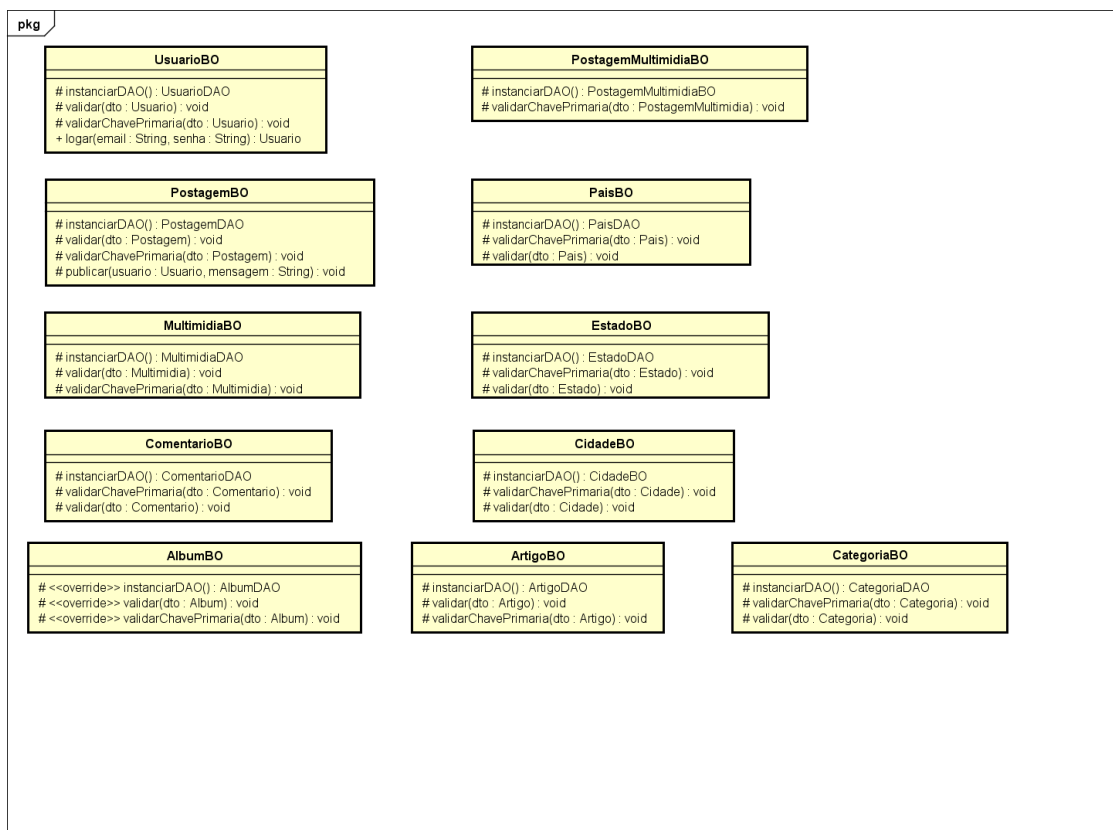 pkg
UsuarioBO
# instanciarDAO() : UsuarioDAO
# validar(dto : Usuario) : void
# validarChavePrimaria(dto : Usuario) : void
+ logar(email : String, senha : String) : Usuario
PostagemMultimidiaBO
# instanciarDAO() : PostagemMultimidiaBO
# validarChavePrimaria(dto : PostagemMultimidia) : void
PostagemBO
# instanciarDAO() : PostagemDAO
# validar(dto : Postagem) : void
# validarChavePrimaria(dto : Postagem) : void
# publicar(usuario : Usuario, mensagem : String) : void
PaisBO
# instanciarDAO() : PaisDAO
# validarChavePrimaria(dto : Pais) : void
# validar(dto : Pais) : void
MultimidiaBO
# instanciarDAO() : MultimidiaDAO
# validar(dto : Multimidia) : void
# validarChavePrimaria(dto : Multimidia) : void
EstadoBO
# instanciarDAO() : EstadoDAO
# validarChavePrimaria(dto : Estado) : void
# validar(dto : Estado) : void
ComentarioBO
# instanciarDAO() : ComentarioDAO
# validarChavePrimaria(dto : Comentario) : void
# validar(dto : Comentario) : void
CidadeBO
# instanciarDAO() : CidadeBO
# validarChavePrimaria(dto : Cidade) : void
# validar(dto : Cidade) : void
AlbumBO
# <<override>> instanciarDAO() : AlbumDAO
# <<override>> validar(dto : Album) : void
# <<override>> validarChavePrimaria(dto : Album) : void
ArtigoBO
# instanciarDAO() : ArtigoDAO
# validar(dto : Artigo) : void
# validarChavePrimaria(dto : Artigo) : void
CategoriaBO
# instanciarDAO() : CategoriaDAO
# validarChavePrimaria(dto : Categoria) : void
# validar(dto : Categoria) : void